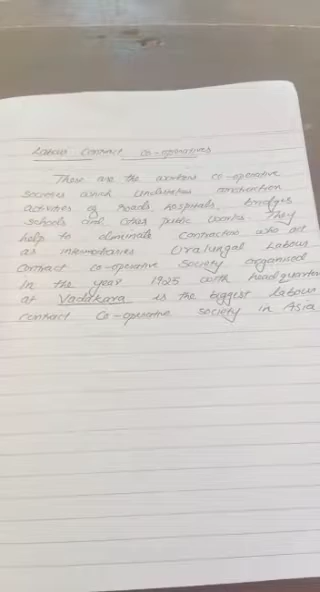 Labour Contract co-operatives
These are the workers co-operative
societies which undertakes construction
activities of Roads, Hospitals, bridges
schools and other public works. They
help to eliminate contractors who act
as intermediaries Uralungal Labour
Contract co-operative Society organised
in the year 1925 with headquarters
at Vadakara is the biggest labour
contract Co-operative society in Asia